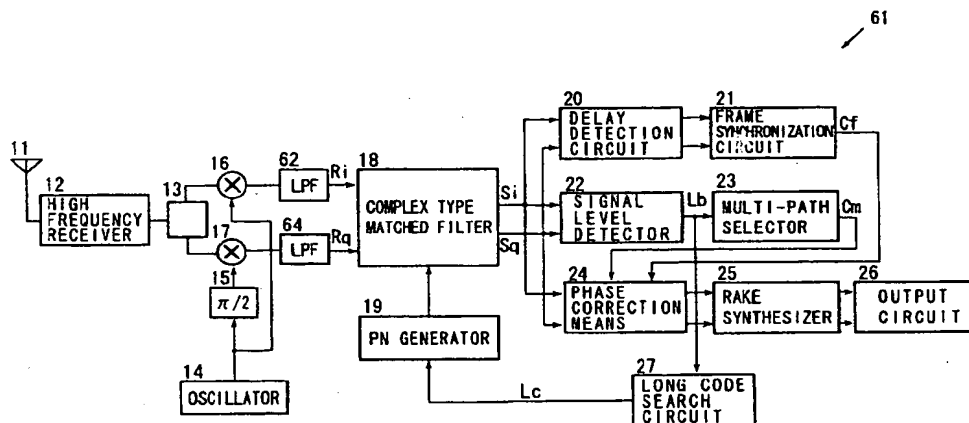 61
11
12
HIGH
FREQUENCY
RECEIVER
13
16
17
15
π/2
14
OSCILLATOR
62
LPF
Ri
64
LPF
Rq
18
COMPLEX TYPE
MATCHED FILTER
19
PN GENERATOR
Si
Sq
20
DELAY
DETECTION
CIRCUIT
21
FRAME
SYNCHRONIZATION
CIRCUIT
Cf
22
SIGNAL
LEVEL
DETECTOR
Lb
23
MULTI-PATH
SELECTOR
Cm
24
PHASE
CORRECTION
MEANS
25
RAKE
SYNTHESIZER
26
OUTPUT
CIRCUIT
27
LONG CODE
SEARCH
CIRCUIT
Lc